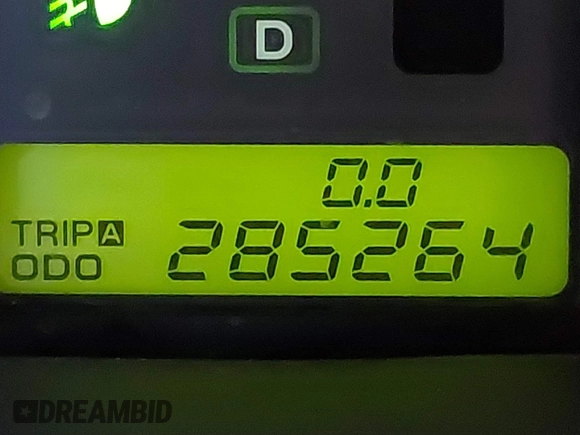 D
0.0
TRIP A
ODO 285264
DREAMBID